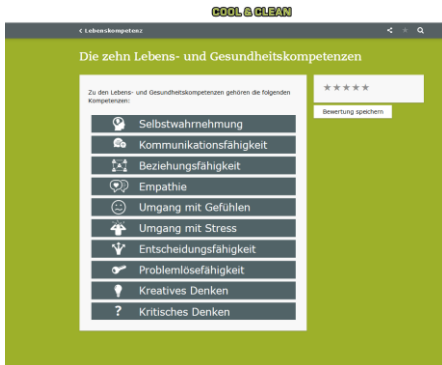 COOL & CLEAN
< Lebenskompetenz
Die zehn Lebens- und Gesundheitskompetenzen
Zu den Lebens- und Gesundheitskompetenzen gehören die folgenden
Kompetenzen:
Bewertung speichern
Selbstwahrnehmung
Kommunikationsfähigkeit
Beziehungsfähigkeit
Empathie
Umgang mit Gefühlen
Umgang mit Stress
Entscheidungsfähigkeit
Problemlösefähigkeit
Kreatives Denken
? Kritisches Denken